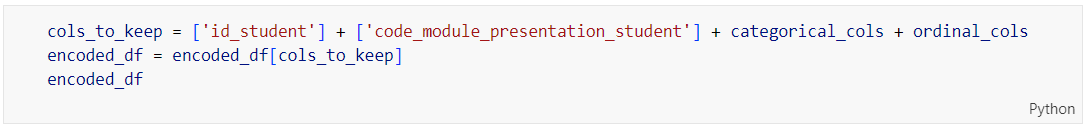 cols_to_keep = ['id_student'] + ['code_module_presentation_student'] + categorical_cols + ordinal_cols
encoded_df = encoded_df[cols_to_keep]
encoded_df
Python